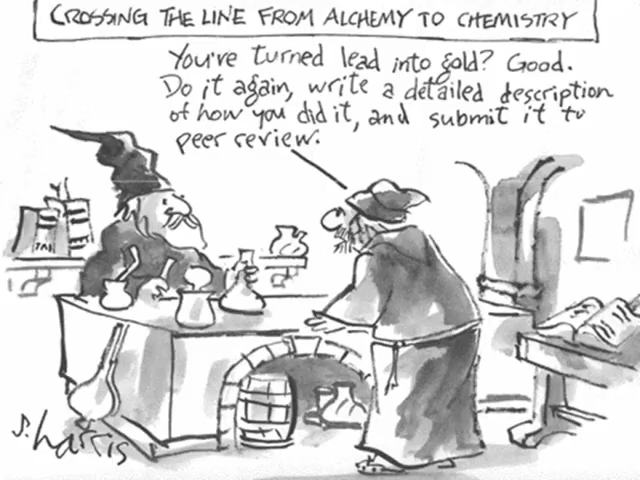 CROSSING THE LINE FROM ALCHEMY TO CHEMISTRY
You've turned lead into gold? Good.
Do it again, write a detailed description
of how you did it, and submit it to
peer review.
S. harris